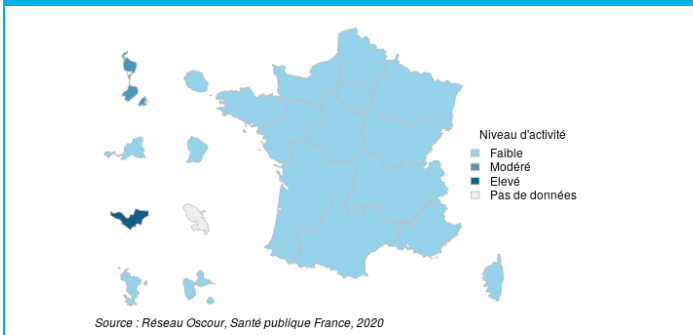 Niveau d'activité
Faible
Modéré
Elevé
Pas de données
Source : Réseau Oscour, Santé publique France, 2020